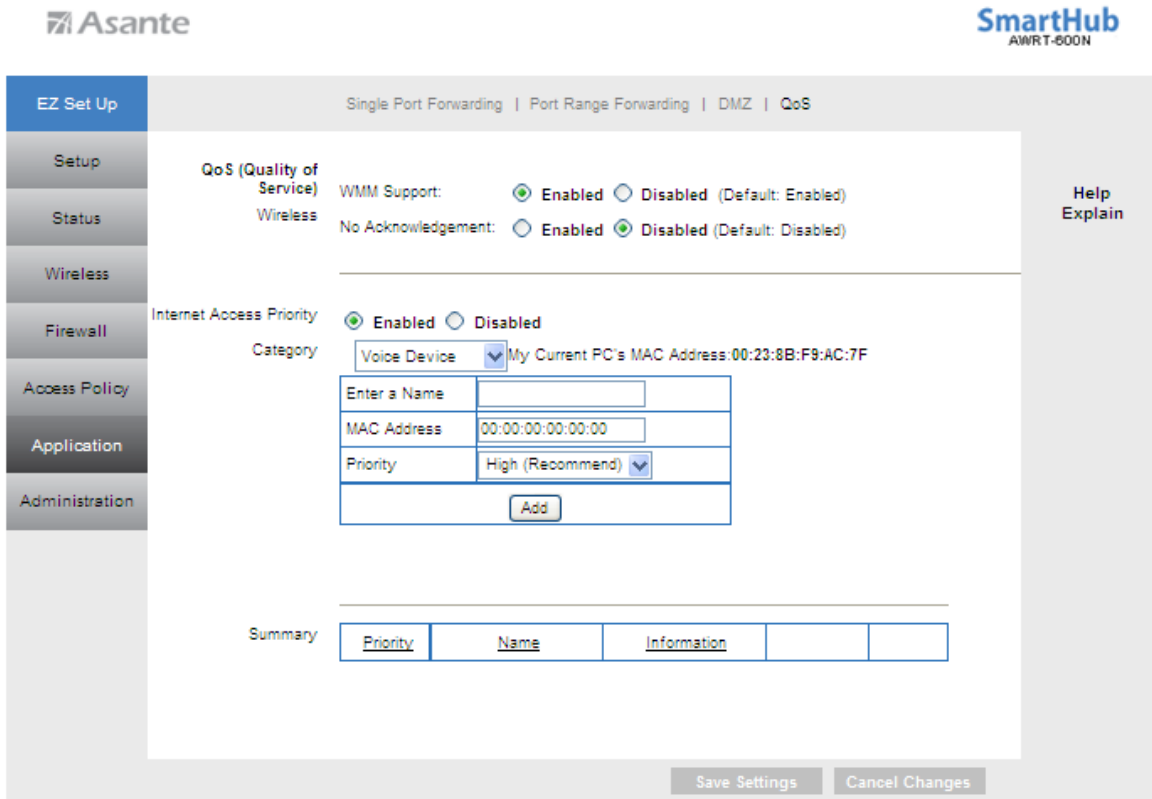 Asante
SmartHub
AWRT-600N
EZ Set Up
Single Port Forwarding | Port Range Forwarding | DMZ | QoS
Setup
Status
Wireless
Firewall
Access Policy
Application
Administration
QoS (Quality of
Service)
Wireless
WMM Support: Enabled Disabled (Default: Enabled)
No Acknowledgement: Enabled Disabled (Default: Disabled)
Help
Explain
Internet Access Priority Enabled Disabled
Category Voice Device My Current PC's MAC Address:00:23:8B:F9:AC:7F
Enter a Name
MAC Address 00:00:00:00:00:00
Priority High (Recommend)
Add
Summary Priority Name Information
Save Settings Cancel Changes